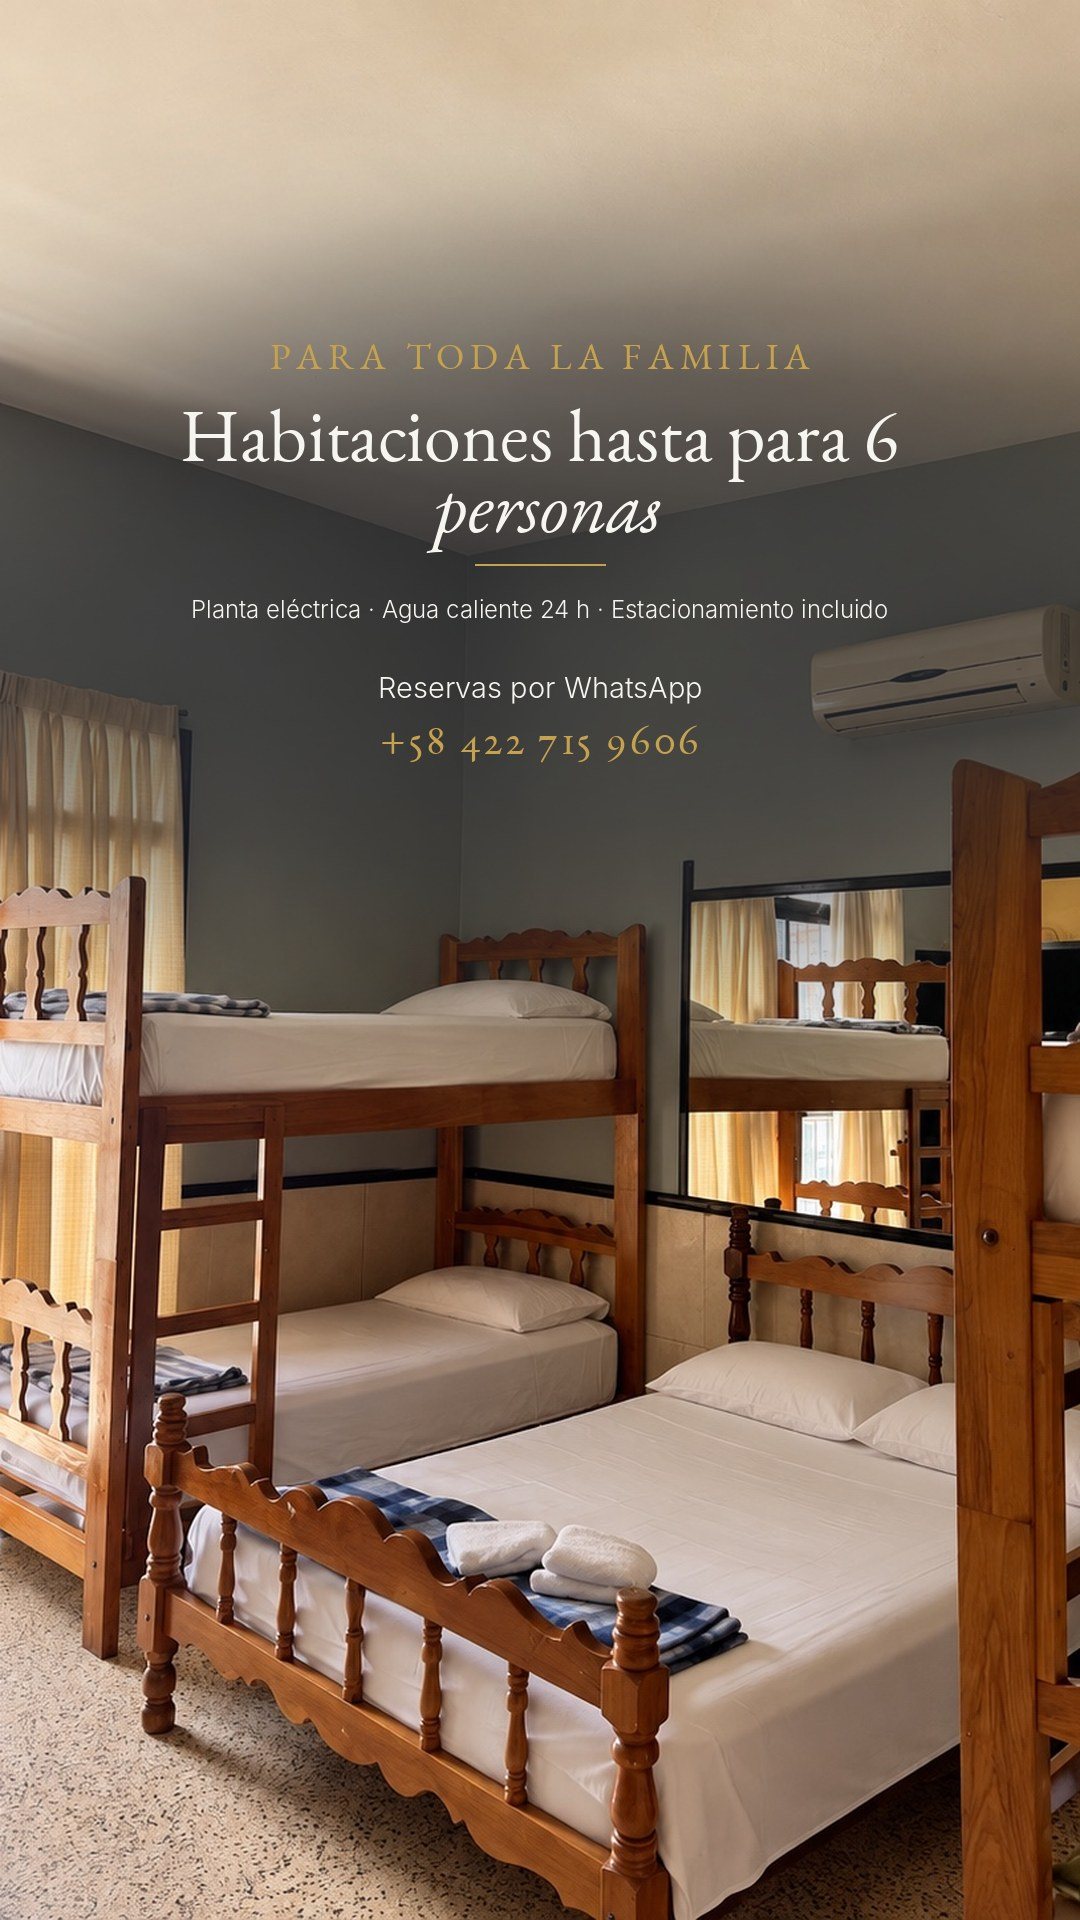 PARA TODA LA FAMILIA
Habitaciones hasta para 6
personas
Planta eléctrica · Agua caliente 24 h · Estacionamiento incluido
Reservas por WhatsApp
+58 422 715 9606